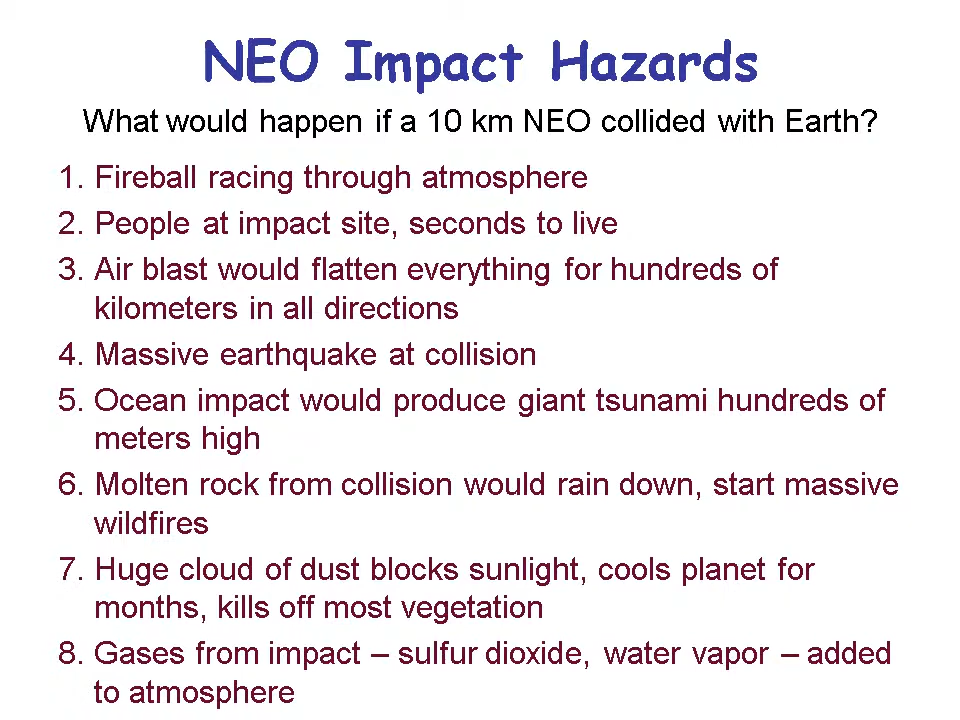 NEO Impact Hazards
What would happen if a 10 km NEO collided with Earth?
1. Fireball racing through atmosphere
2. People at impact site, seconds to live
3. Air blast would flatten everything for hundreds of
kilometers in all directions
4. Massive earthquake at collision
5. Ocean impact would produce giant tsunami hundreds of
meters high
6. Molten rock from collision would rain down, start massive
wildfires
7. Huge cloud of dust blocks sunlight, cools planet for
months, kills off most vegetation
8. Gases from impact – sulfur dioxide, water vapor – added
to atmosphere